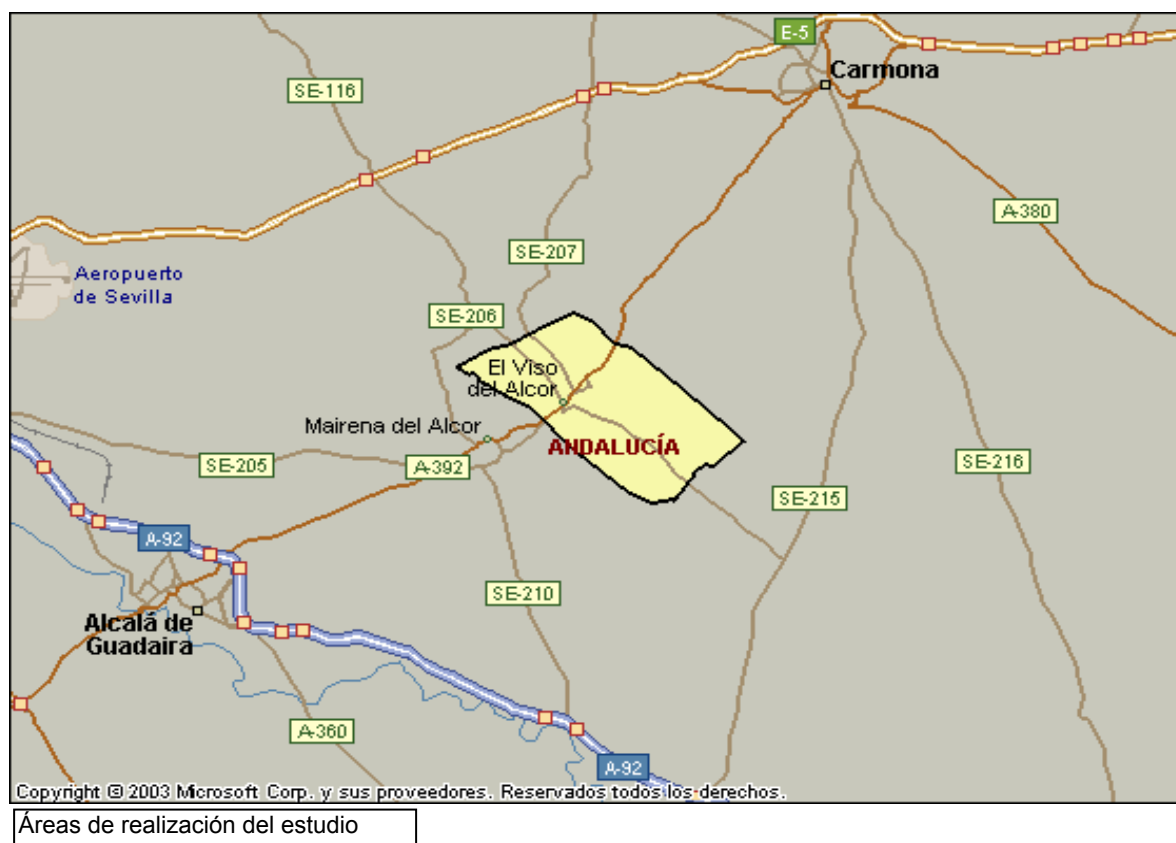 E-5
Carmona
SE-116
A-380
SE-207
Aeropuerto
de Sevilla
SE-206
El Viso
del Alcor
Mairena del Alcor
ANDALUCÍA
SE-205
A-392
SE-216
SE-215
A-92
SE-210
Alcalá de
Guadaira
A-360
A-92
Copyright © 2003 Microsoft Corp. y sus proveedores. Reservados todos los derechos.
Áreas de realización del estudio